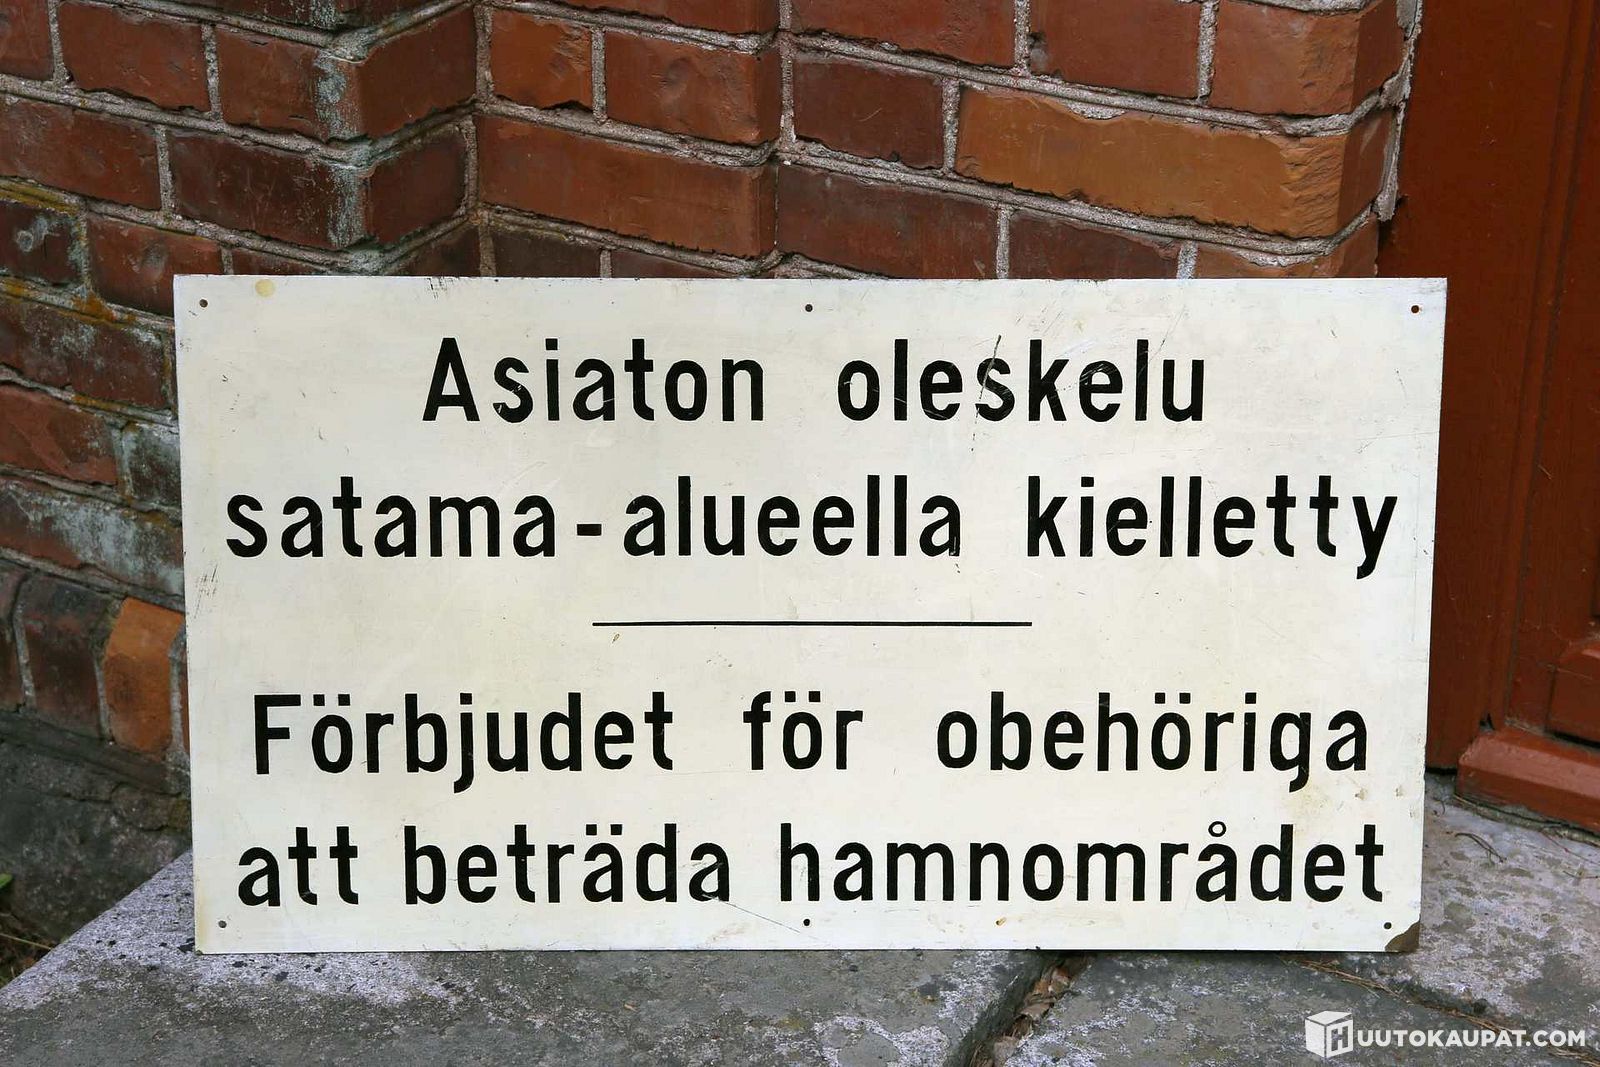 Asiaton oleskelu
satama-alueella kielletty
Förbjudet för obehöriga
att beträda hamnområdet
HUUTOKAUPAT.COM